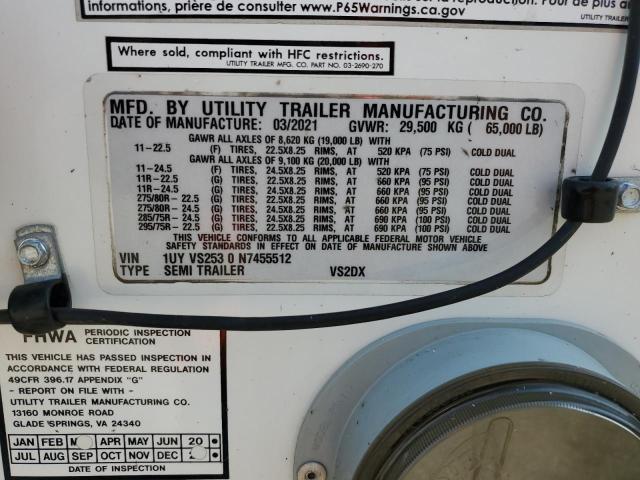 informations, prière de consulter www.P65Warnings.ca.gov
UTILITY TRAILER
Where sold, compliant with HFC restrictions.
UTILITY TRAILER MFG. CO. PART NO. 03-2690-270
MFD. BY UTILITY TRAILER MANUFACTURING CO.
DATE OF MANUFACTURE: 03/2021 GVWR: 29,500 KG ( 65,000 LB)
GAWR ALL AXLES OF 8,620 KG (19,000 LB) WITH
11-22.5 (F) TIRES, 22.5X8.25 RIMS, AT 520 KPA (75 PSI) COLD DUAL
GAWR ALL AXLES OF 9,100 KG (20,000 LB) WITH
11-24.5 (F) TIRES, 24.5X8.25 RIMS, AT 520 KPA (75 PSI) COLD DUAL
11R-22.5 (G) TIRES, 22.5X8.25 RIMS, AT 660 KPA (95 PSI) COLD DUAL
11R-24.5 (G) TIRES, 24.5X8.25 RIMS, AT 660 KPA (95 PSI) COLD DUAL
275/80R-22.5 (G) TIRES, 22.5X8.25 RIMS, AT 660 KPA (95 PSI) COLD DUAL
275/80R-24.5 (G) TIRES, 24.5X8.25 RIMS, AT 660 KPA (95 PSI) COLD DUAL
285/75R-24.5 (G) TIRES, 24.5X8.25 RIMS, AT 690 KPA (100 PSI) COLD DUAL
295/75R-22.5 (G) TIRES, 22.5X8.25 RIMS, AT 690 KPA (100 PSI) COLD DUAL
THIS VEHICLE CONFORMS TO ALL APPLICABLE FEDERAL MOTOR VEHICLE
SAFETY STANDARDS IN EFFECT ON DATE OF MANUFACTURE SHOWN ABOVE
VIN 1UY VS253 0 N7455512
TYPE SEMI TRAILER VS2DX
FHWA PERIODIC INSPECTION
CERTIFICATION
THIS VEHICLE HAS PASSED INSPECTION IN
ACCORDANCE WITH FEDERAL REGULATION
49CFR 396.17 APPENDIX "G"
- REPORT ON FILE WITH -
UTILITY TRAILER MANUFACTURING CO.
13160 MONROE ROAD
GLADE SPRINGS, VA 24340
JAN FEB APR MAY JUN 20
JUL AUG SEP OCT NOV DEC
DATE OF INSPECTION